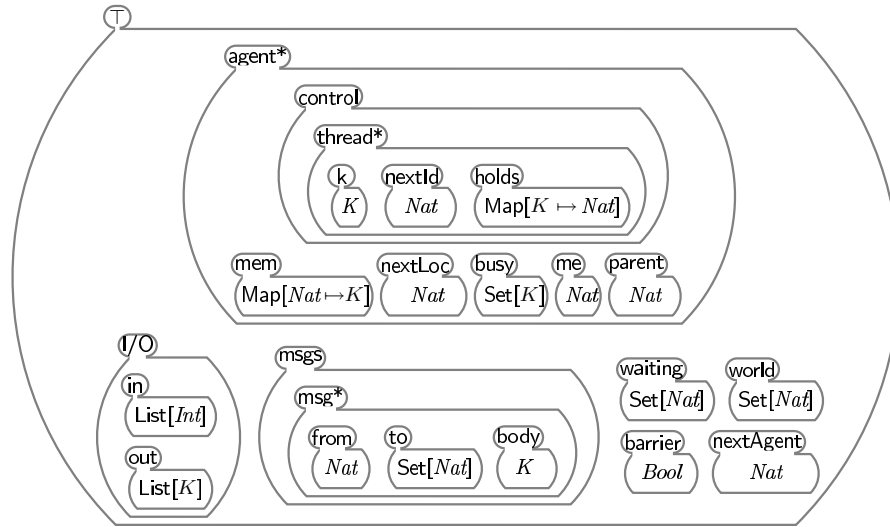 ⊤
agent*
control
thread*
k nextId holds
K Nat Map[K ↦ Nat]
mem nextLoc busy me parent
Map[Nat↦K] Nat Set[K] Nat Nat
I/O
in
List[Int]
out
List[K]
msgs
msg*
from to body
Nat Set[Nat] K
waiting world
Set[Nat] Set[Nat]
barrier nextAgent
Bool Nat